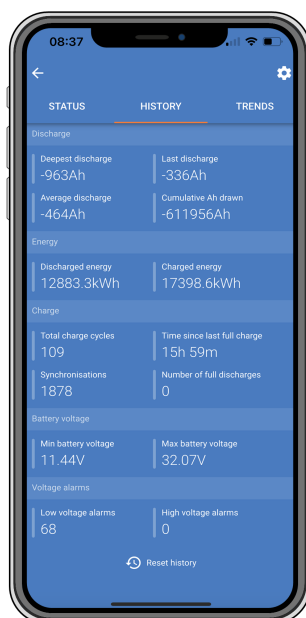 08:37
STATUS HISTORY TRENDS
Discharge
Deepest discharge Last discharge
-963Ah -336Ah
Average discharge Cumulative Ah drawn
-464Ah -611956Ah
Energy
Discharged energy Charged energy
12883.3kWh 17398.6kWh
Charge
Total charge cycles Time since last full charge
109 15h 59m
Synchronisations Number of full discharges
1878 0
Battery voltage
Min battery voltage Max battery voltage
11.44V 32.07V
Voltage alarms
Low voltage alarms High voltage alarms
68 0
Reset history